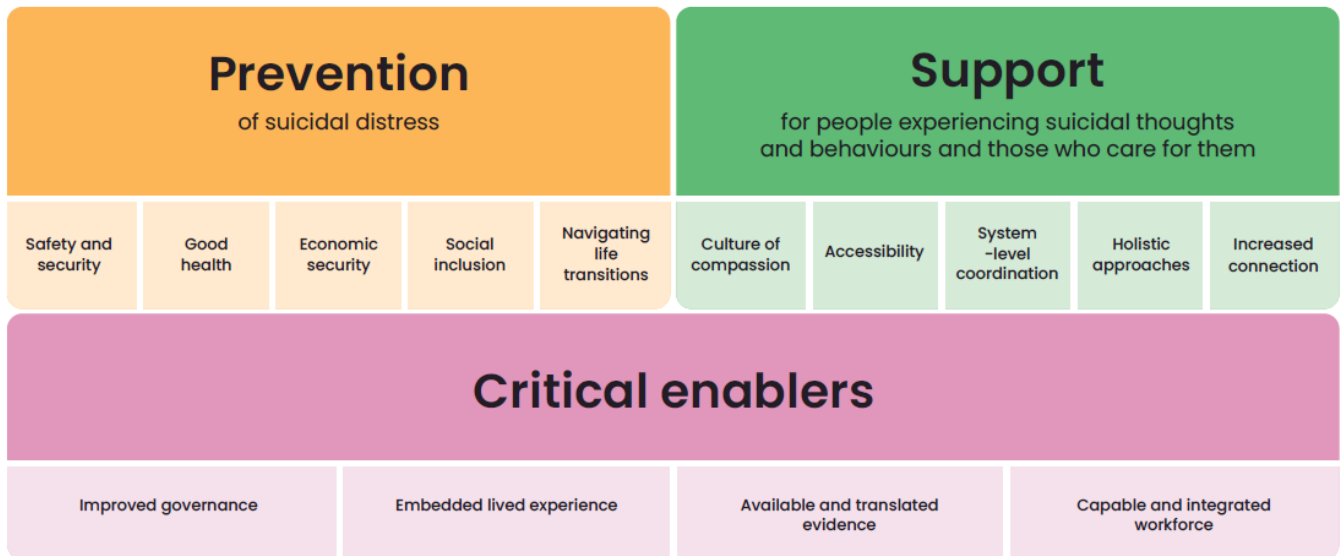 Prevention
of suicidal distress
Support
for people experiencing suicidal thoughts
and behaviours and those who care for them
Safety and
security
Good
health
Economic
security
Social
inclusion
Navigating
life
transitions
Culture of
compassion
Accessibility
System
-level
coordination
Holistic
approaches
Increased
connection
Critical enablers
Improved governance
Embedded lived experience
Available and translated
evidence
Capable and integrated
workforce